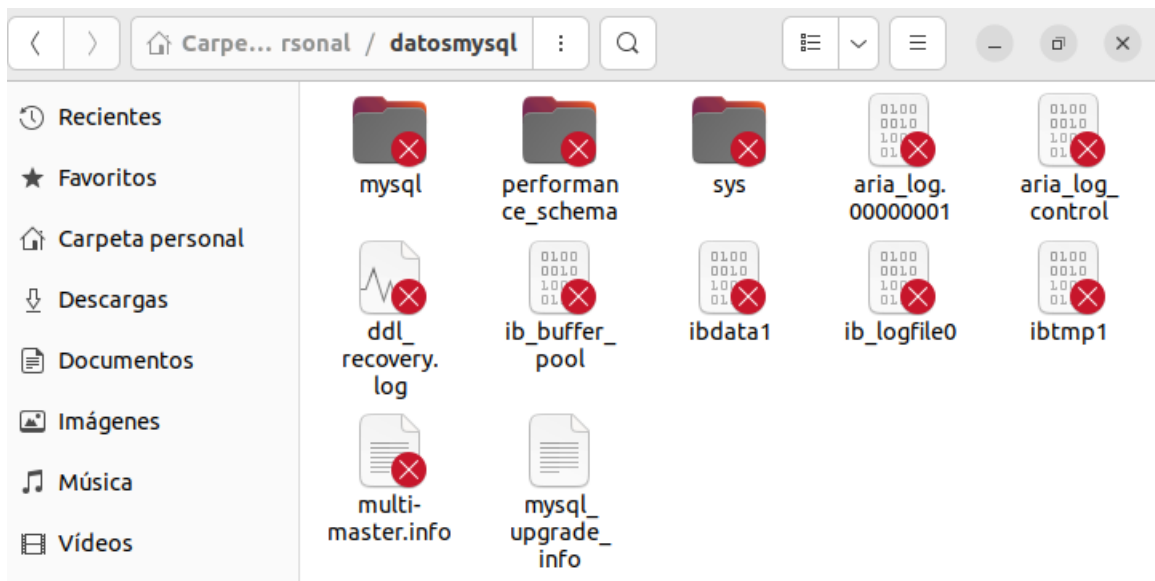 Carpe... rsonal / datosmysql
Recientes
Favoritos
Carpeta personal
Descargas
Documentos
Imágenes
Música
Vídeos
mysql
performan
ce_schema
sys
aria_log.
00000001
aria_log_
control
ddl_
recovery.
log
ib_buffer_
pool
ibdata1
ib_logfile0
ibtmp1
multi-
master.info
mysql_
upgrade_
info